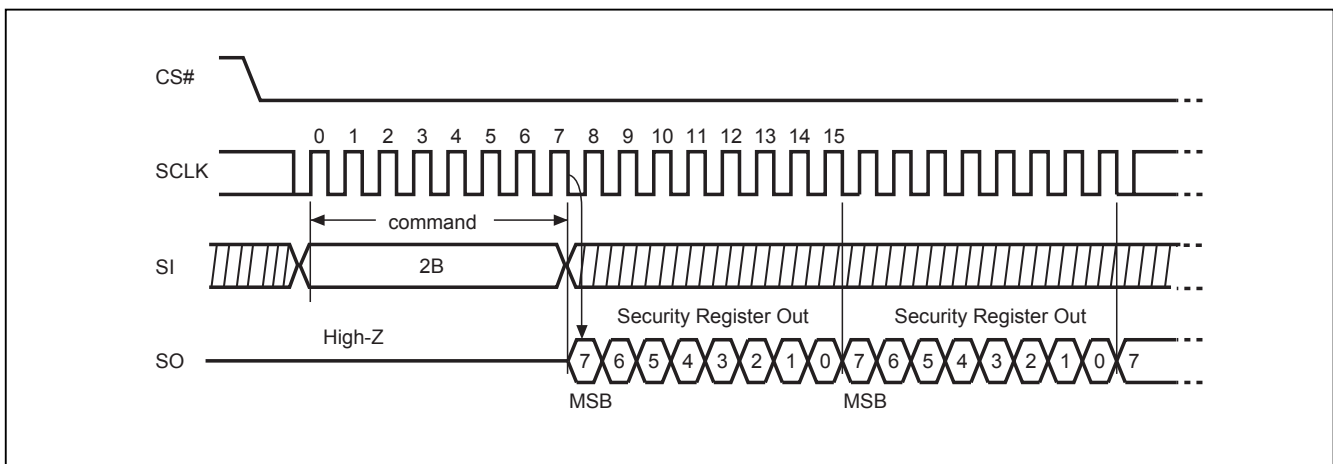 CS#
0 1 2 3 4 5 6 7 8 9 10 11 12 13 14 15
SCLK
command
SI
2B
Security Register Out Security Register Out
High-Z
SO
7 6 5 4 3 2 1 0 7 6 5 4 3 2 1 0 7
MSB MSB